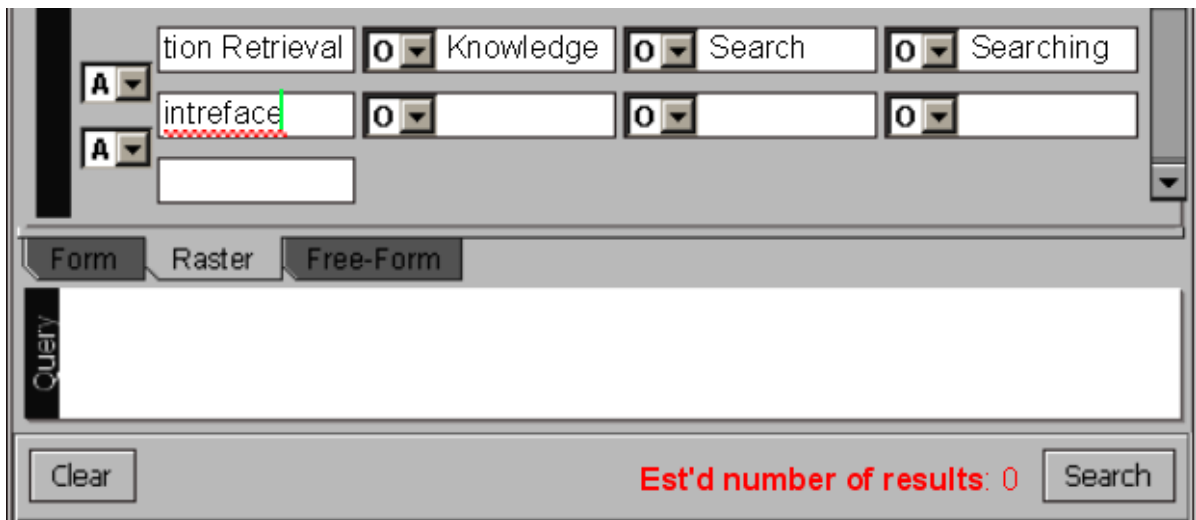 tion Retrieval O Knowledge O Search O Searching
A
intreface O O O
A
Form Raster Free-Form
Query
Clear Est'd number of results: 0 Search